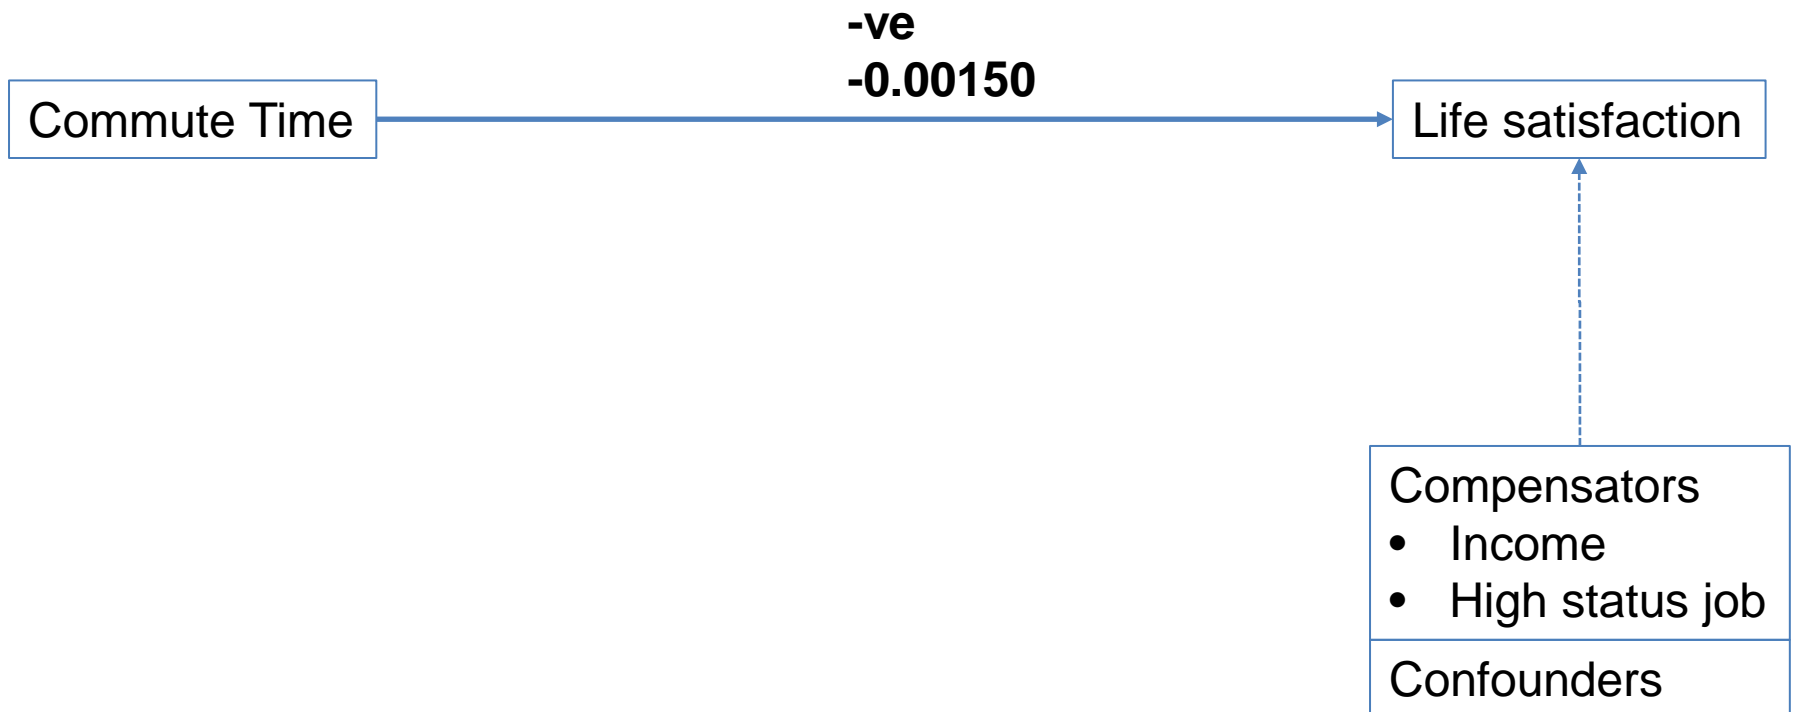 -ve
-0.00150
Commute Time
Life satisfaction
Compensators
• Income
• High status job
Confounders